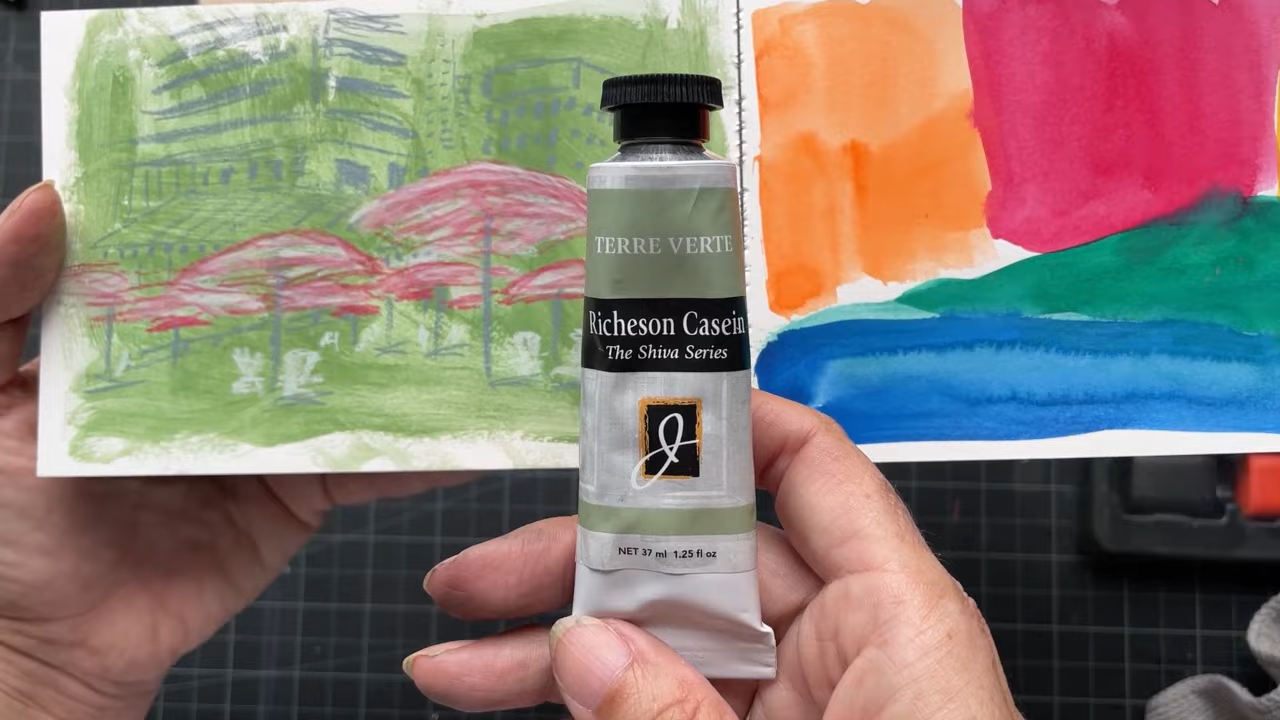 TERRE VERTE
Richeson Casein
The Shiva Series
NET 37 ml 1.25 fl oz